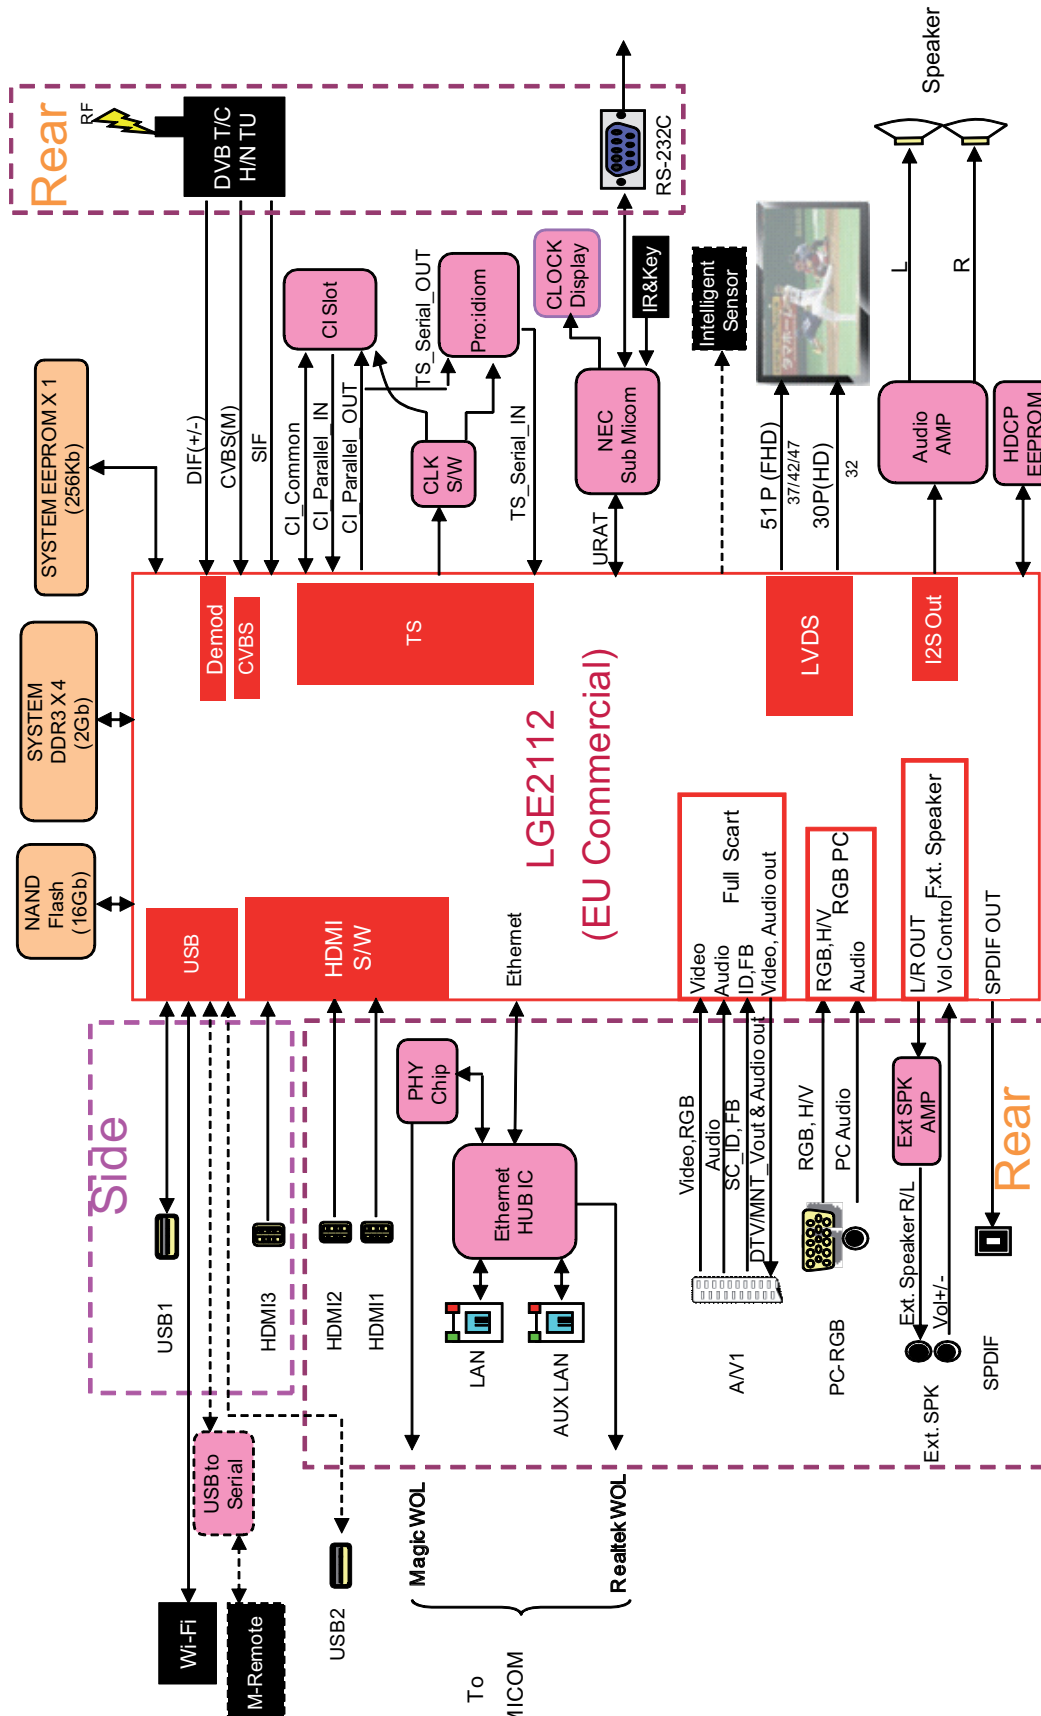 Side
Rear
Rear
NAND
Flash
(16Gb)
SYSTEM
DDR3 X 4
(2Gb)
SYSTEM EEPROM X 1
(256Kb)
RF
DVB T/C
H/N TU
DIF(+/-)
CVBS(M)
SIF
Wi-Fi
M-Remote
USB to
Serial
USB1
USB2
HDMI3
HDMI2
HDMI1
USB
HDMI
S/W
Demod
CVBS
TS
CI_Common
CI_Parallel_IN
CI_Parallel_OUT
CI Slot
TS_Serial_OUT
Pro:idiom
CLK
S/W
TS_Serial_IN
PHY
Chip
Ethernet
HUB IC
Ethernet
LAN
AUX LAN
Magic WOL
Realtek WOL
To
MICOM
LGE2112
(EU Commercial)
URAT
NEC
Sub Micom
CLOCK
Display
IR&Key
RS-232C
Intelligent
Sensor
A/V1
Video,RGB
Audio
SC_ID, FB
DTV/MNT_Vout & Audio out
Video
Audio
ID,FB
Video, Audio out
Full Scart
LVDS
51 P (FHD)
37/42/47
30P(HD)
32
PC-RGB
RGB, H/V
PC Audio
RGB, H/V
Audio
RGB PC
Ext. SPK
Ext. Speaker R/L
Vol+/-
Ext SPK
AMP
L/R OUT
Vol Control
Ext. Speaker
I2S Out
Audio
AMP
L
R
Speaker
SPDIF
SPDIF OUT
HDCP
EEPROM